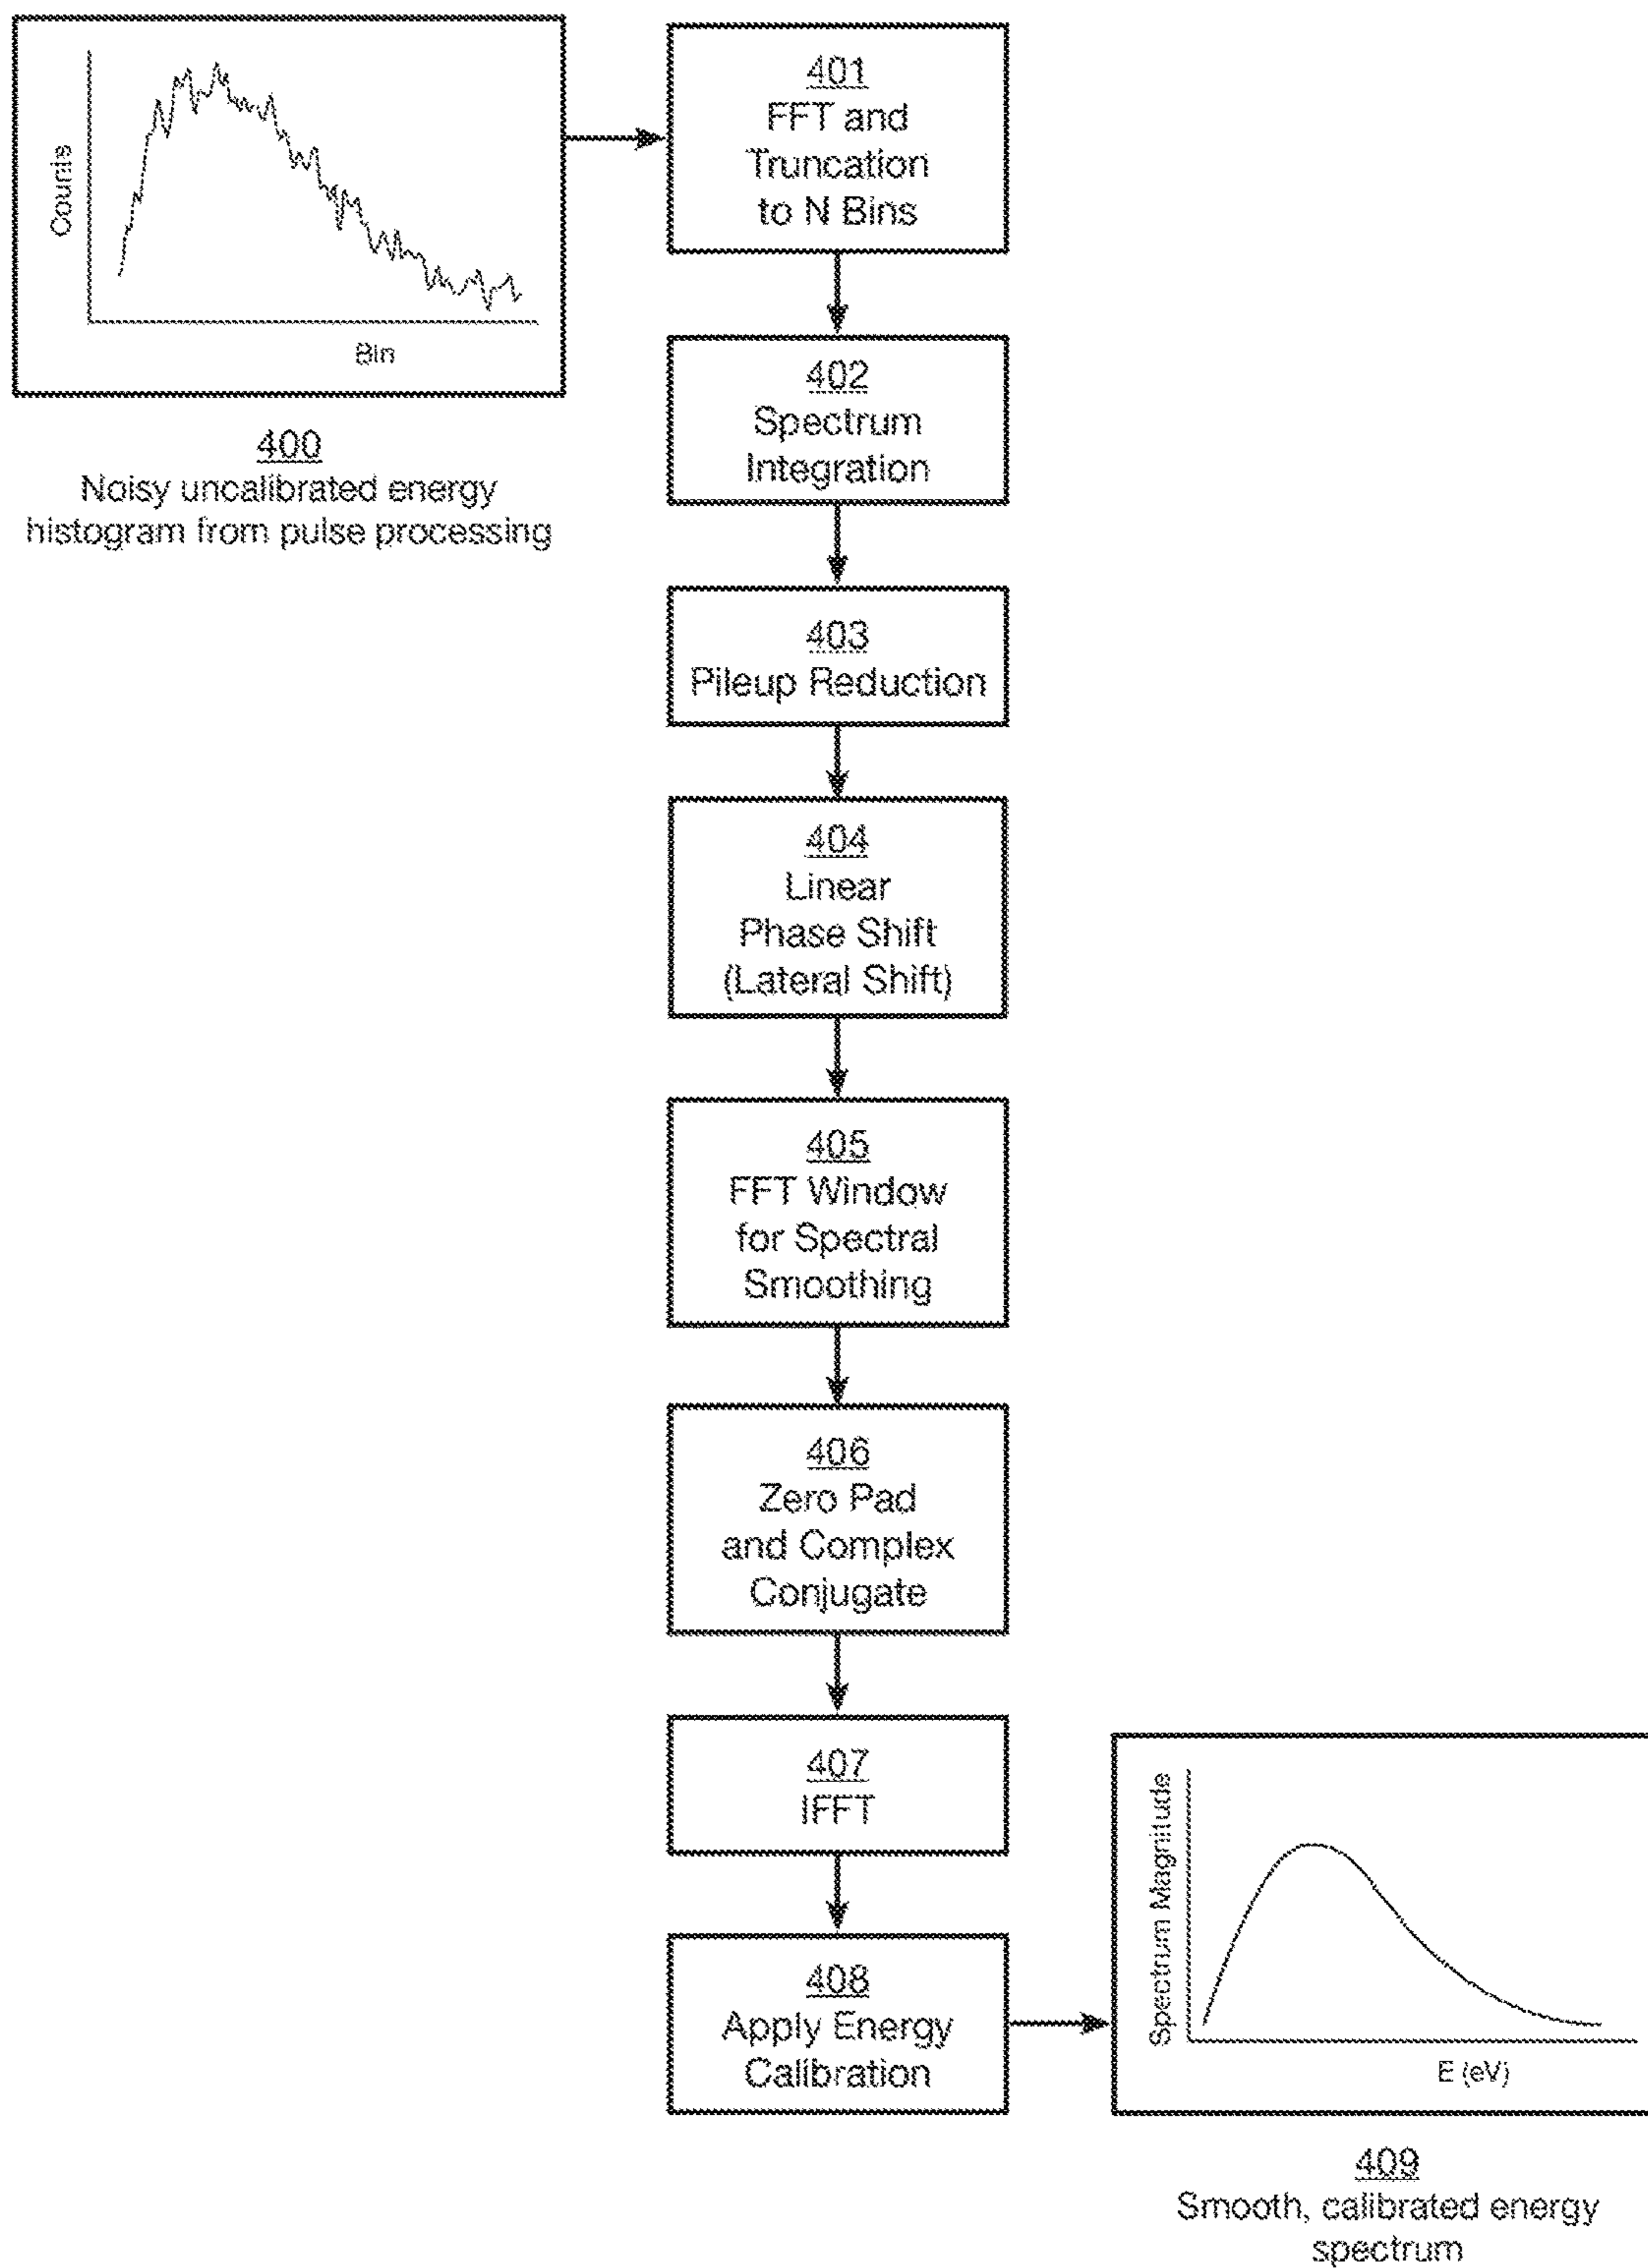 Counts
Bin
400
Noisy uncalibrated energy
histogram from pulse processing
401
FFT and
Truncation
to N Bins
402
Spectrum
Integration
403
Pileup Reduction
404
Linear
Phase Shift
(Lateral Shift)
405
FFT Window
for Spectral
Smoothing
406
Zero Pad
and Complex
Conjugate
407
IFFT
408
Apply Energy
Calibration
Spectrum Magnitude
E (eV)
409
Smooth, calibrated energy
spectrum